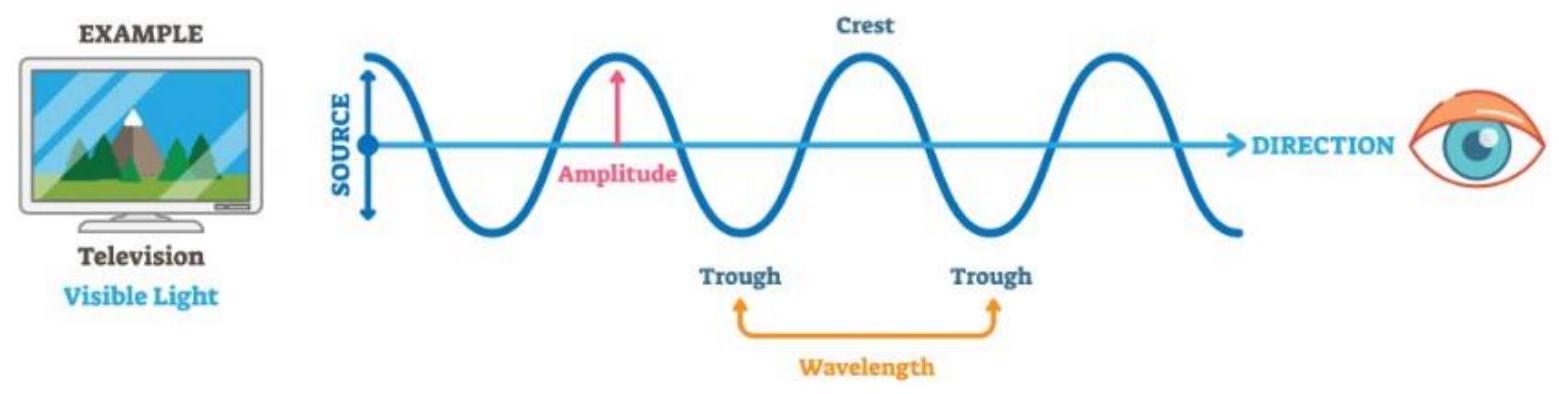 EXAMPLE
Television
Visible Light
SOURCE
Crest
Amplitude
DIRECTION
Trough
Trough
Wavelength